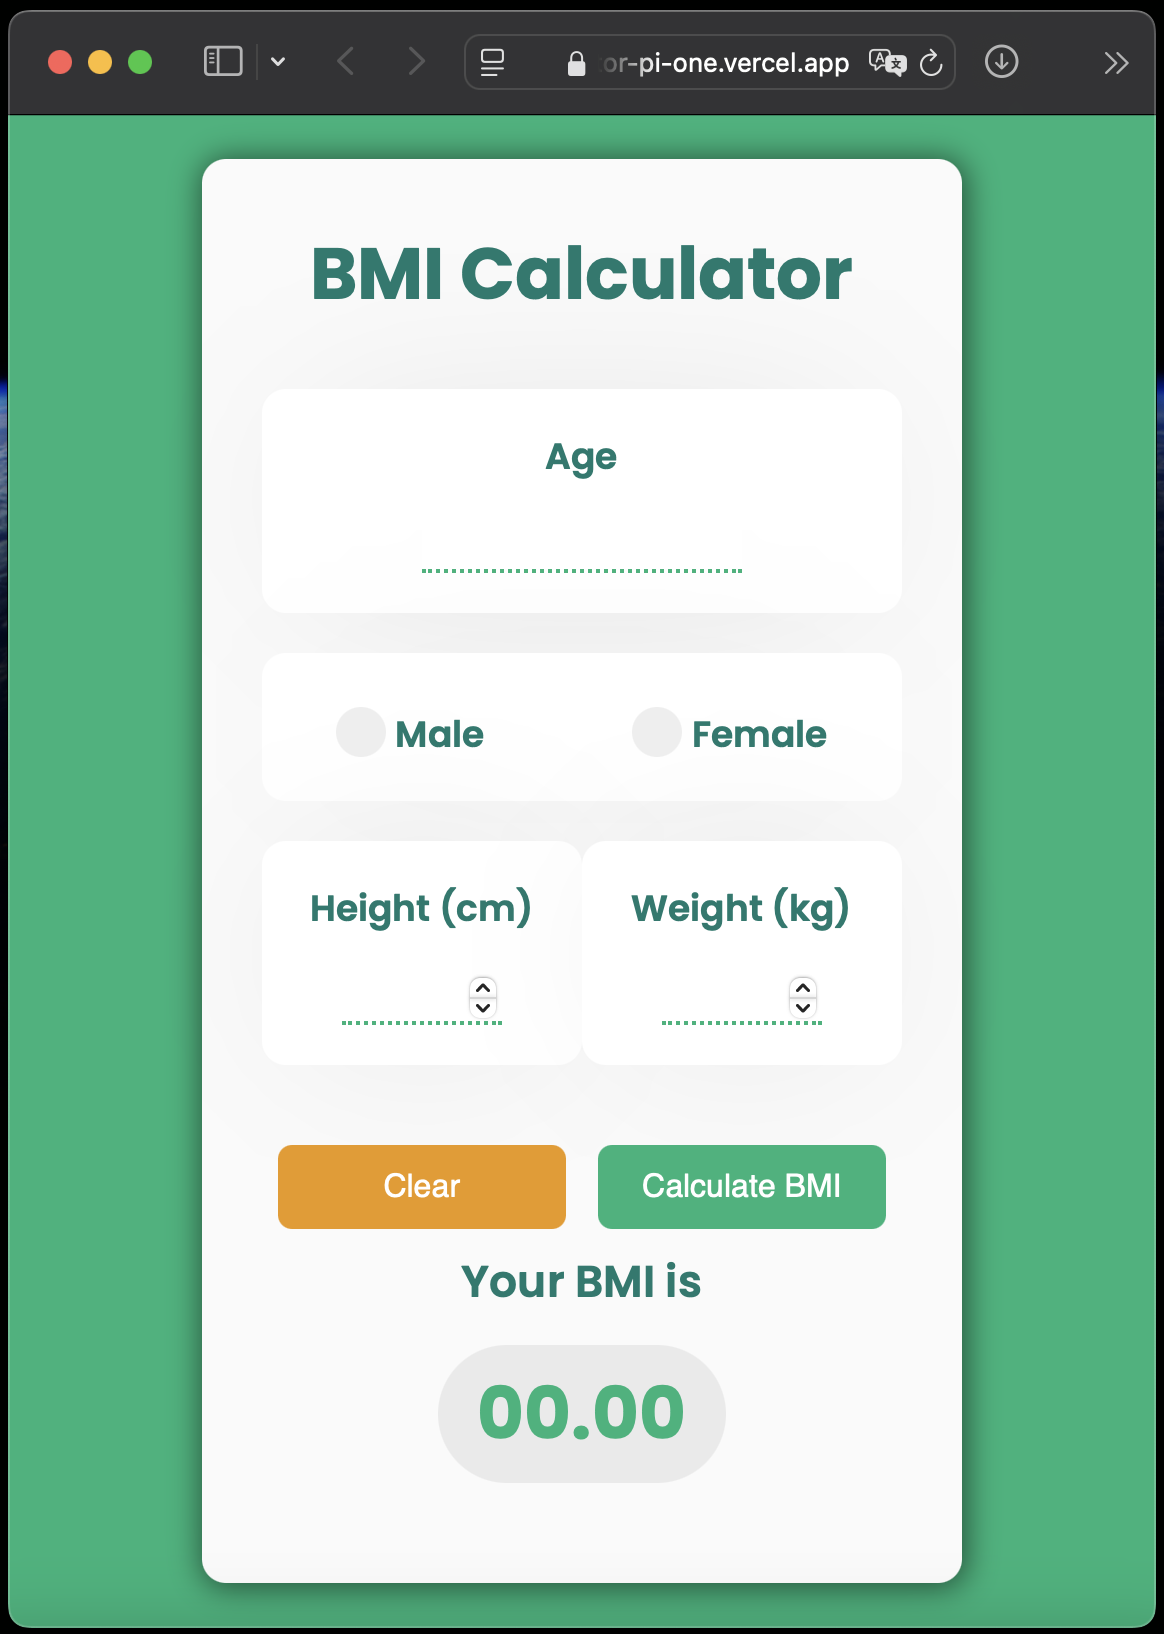 or-pi-one.vercel.app
BMI Calculator
Age
Male Female
Height (cm) Weight (kg)
Clear Calculate BMI
Your BMI is
00.00